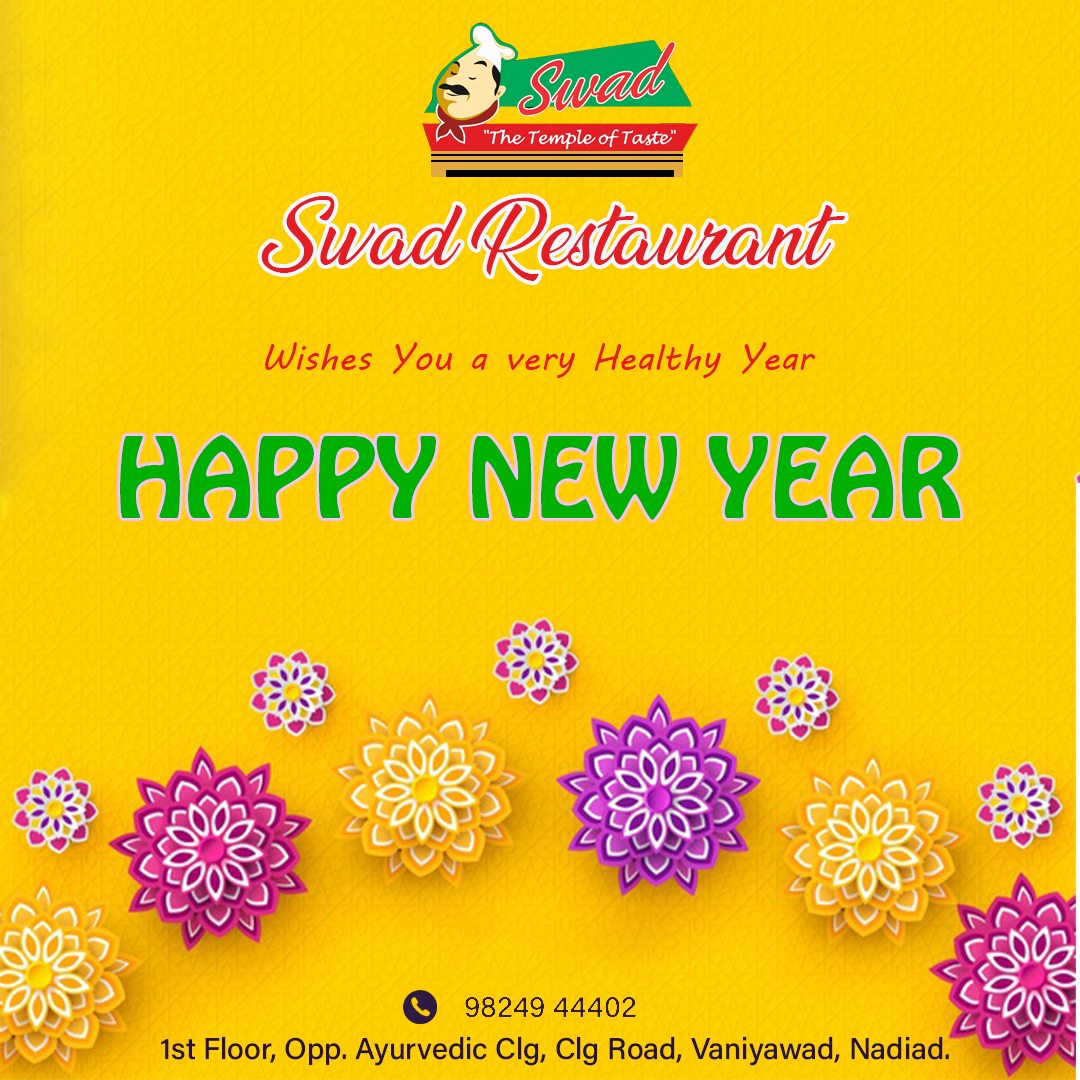 Swad
"The Temple of Taste"
Swad Restaurant
Wishes You a very Healthy Year
HAPPY NEW YEAR
98249 44402
1st Floor, Opp. Ayurvedic Clg, Clg Road, Vaniyawad, Nadiad.